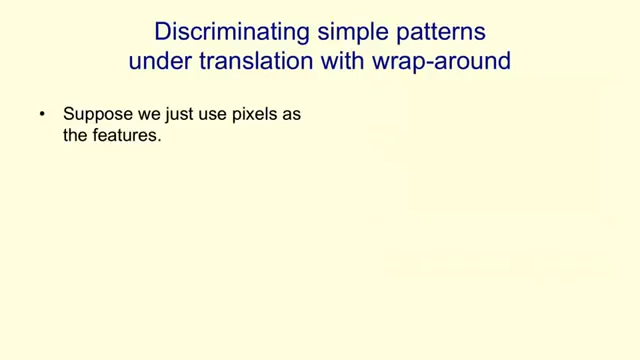 Discriminating simple patterns
under translation with wrap-around
• Suppose we just use pixels as
the features.